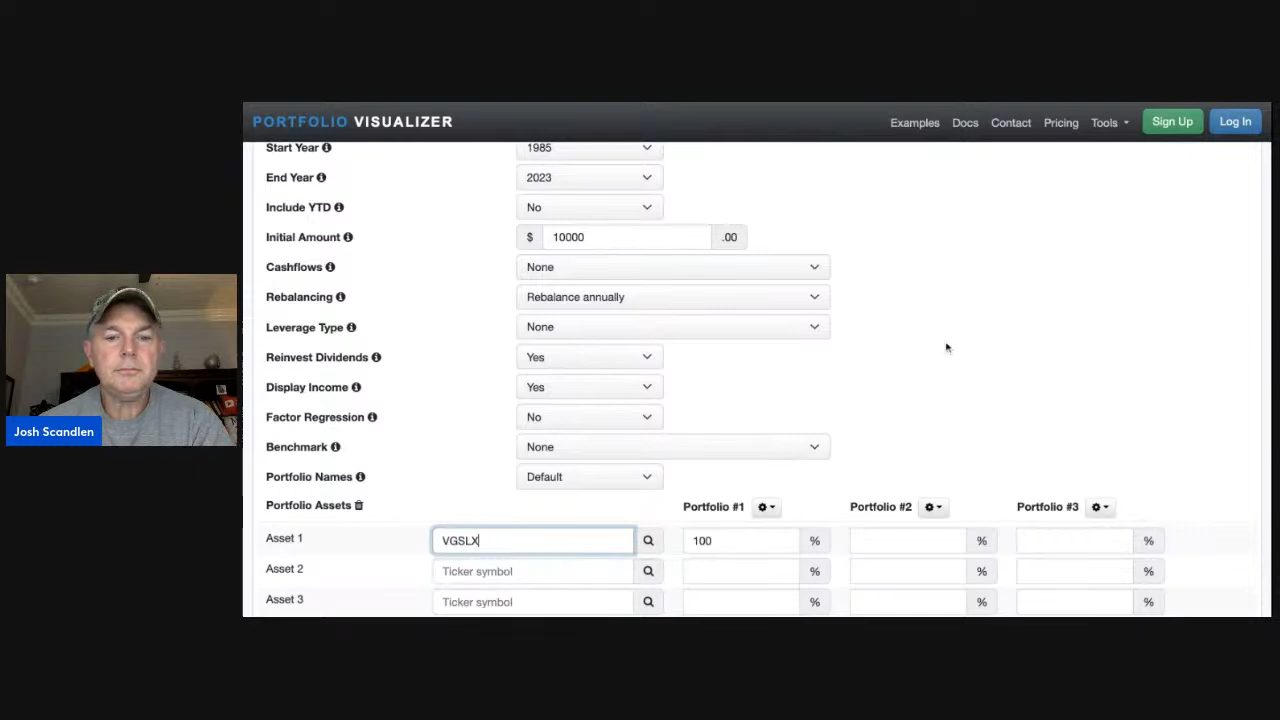 PORTFOLIO VISUALIZER
Examples Docs Contact Pricing Tools Sign Up Log In
Start Year 1985
End Year 2023
Include YTD No
Initial Amount $ 10000 .00
Cashflows None
Rebalancing Rebalance annually
Leverage Type None
Reinvest Dividends Yes
Display Income Yes
Factor Regression No
Benchmark None
Portfolio Names Default
Portfolio Assets Portfolio #1 Portfolio #2 Portfolio #3
Asset 1 VGSLX 100 % % %
Asset 2 Ticker symbol % % %
Asset 3 Ticker symbol % % %
Josh Scandlen